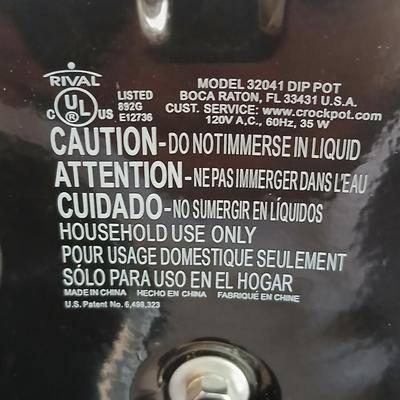 RIVAL
MODEL 32041 DIP POT
LISTED
892G
E12736
C UL US
BOCA RATON, FL 33431 U.S.A.
CUST. SERVICE: www.crockpot.com
120V A.C., 60Hz, 35 W
CAUTION-DO NOT IMMERSE IN LIQUID
ATTENTION-NE PAS IMMERGER DANS L'EAU
CUIDADO-NO SUMERGIR EN LÍQUIDOS
HOUSEHOLD USE ONLY
POUR USAGE DOMESTIQUE SEULEMENT
SÓLO PARA USO EN EL HOGAR
MADE IN CHINA HECHO EN CHINA FABRIQUÉ EN CHINE
U.S. Patent No. 6,498,323